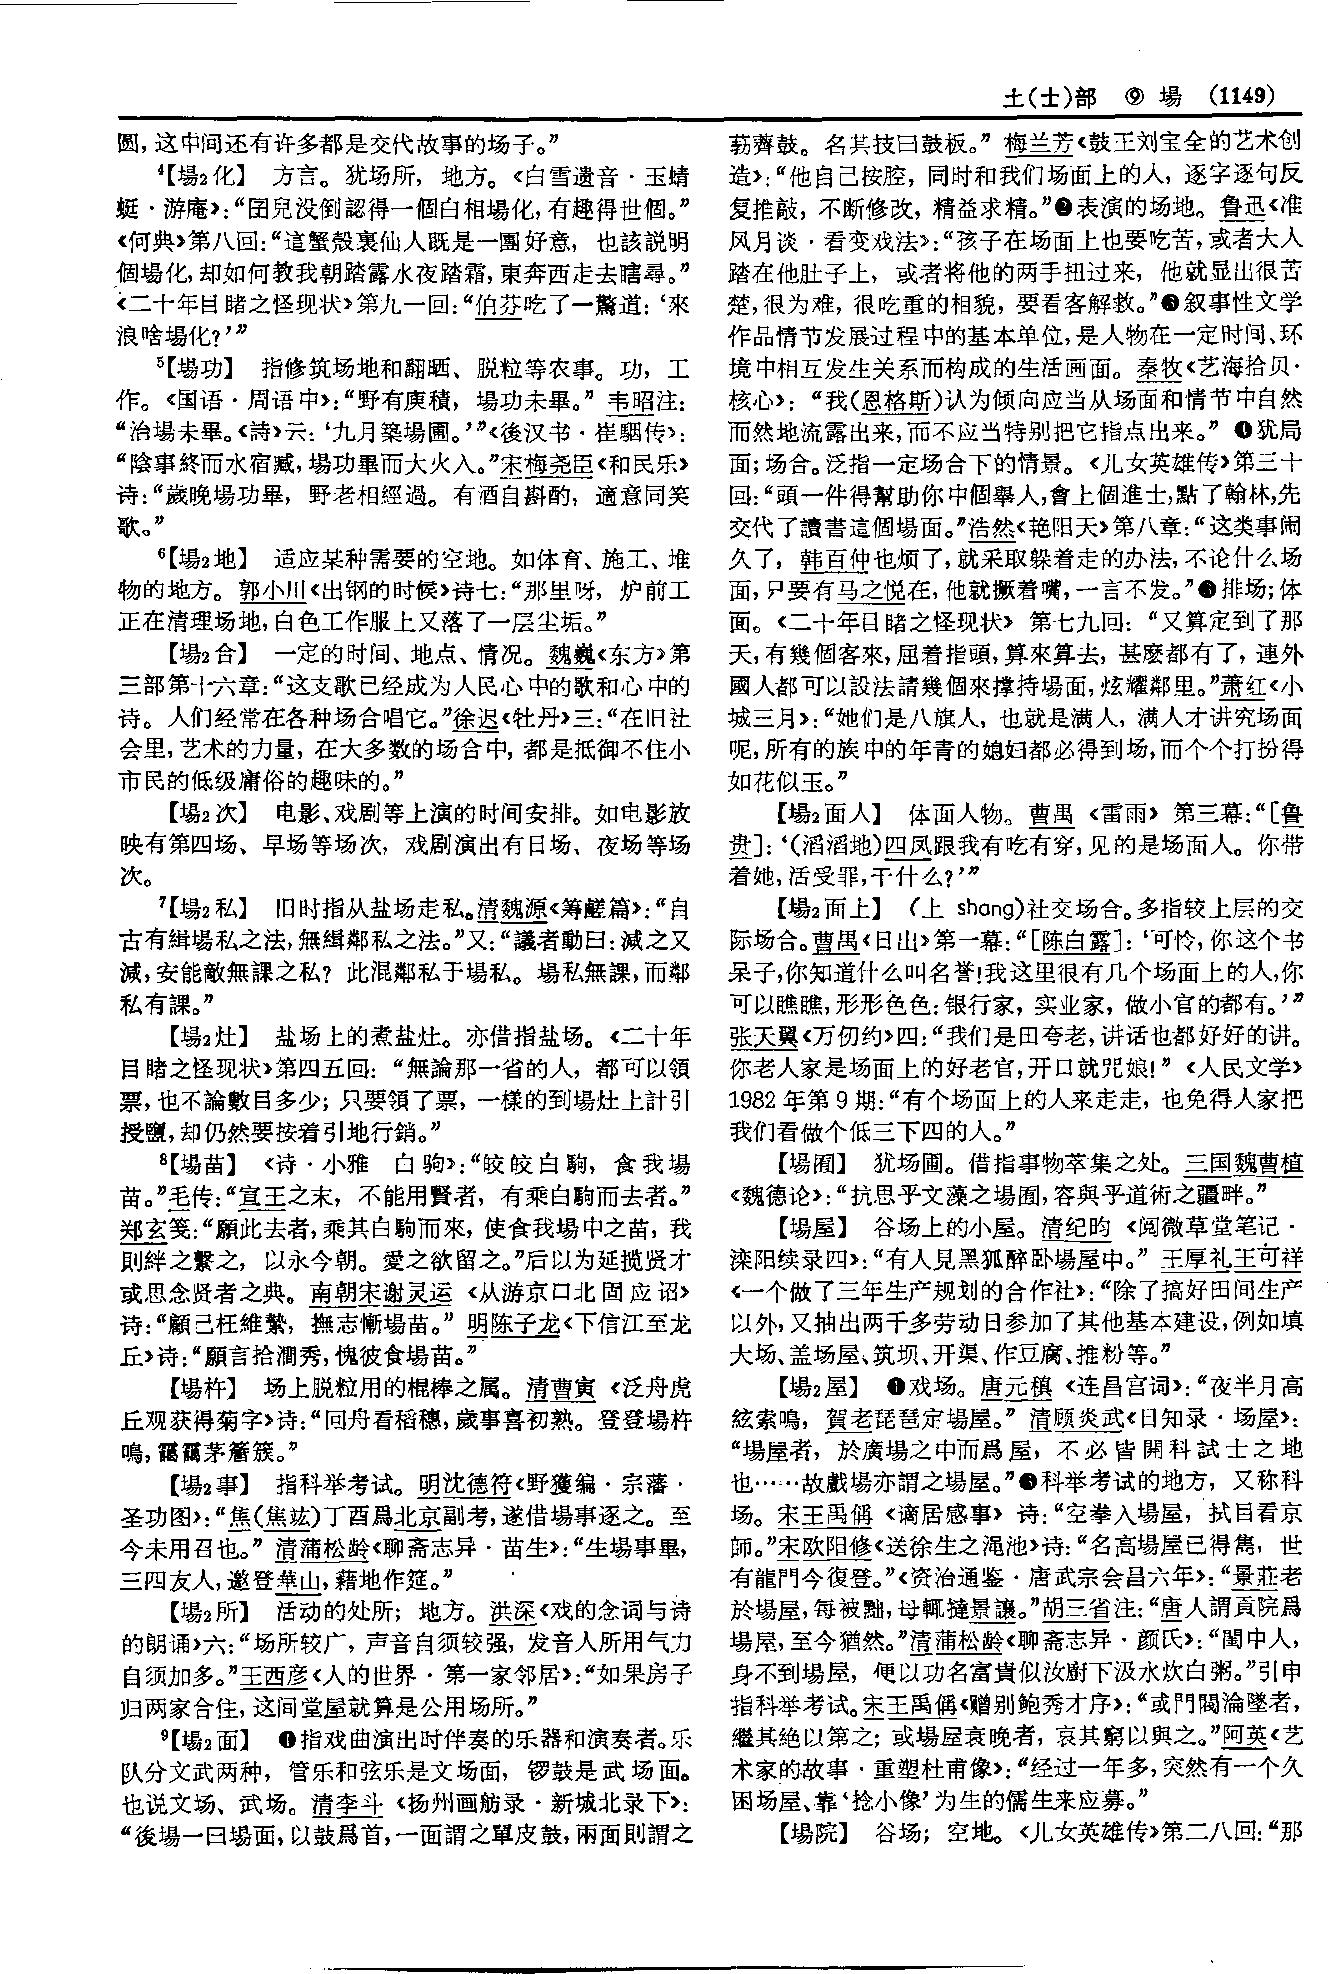 土(士)部　⑨　場　(1149)
圆,这中间还有许多都是交代故事的场子。”
⁴【場₂化】　方言。犹场所,地方。《白雪遗音·玉蜻
蜓·游庵》:“囝兒没倒認得一個白相場化,有趣得世個。”
《何典》第八回:“這蟹殼裏仙人既是一團好意,也該説明
個場化,却如何教我朝踏露水夜踏霜,東奔西走去瞎尋。”
《二十年目睹之怪现状》第九一回:“伯芬吃了一驚道:‘來
浪啥場化?’”
⁵【場功】　指修筑场地和翻晒、脱粒等农事。功,工
作。《国语·周语中》:“野有庾積,場功未畢。”韦昭注:
“治場未畢。《詩》云:‘九月築場圃。’”《後汉书·崔駰传》:
“陰事終而水宿臧,場功畢而大火入。”宋梅尧臣《和民乐》
诗:“歲晚場功畢,野老相經過。有酒自斟酌,適意同笑
歌。”
⁶【場₂地】　适应某种需要的空地。如体育、施工、堆
物的地方。郭小川《出钢的时候》诗七:“那里呀,炉前工
正在清理场地,白色工作服上又落了一层尘垢。”
【場₂合】　一定的时间、地点、情况。魏巍《东方》第
三部第十六章:“这支歌已经成为人民心中的歌和心中的
诗。人们经常在各种场合唱它。”徐迟《牡丹》三:“在旧社
会里,艺术的力量,在大多数的场合中,都是抵御不住小
市民的低级庸俗的趣味的。”
【場₂次】　电影、戏剧等上演的时间安排。如电影放
映有第四场、早场等场次,戏剧演出有日场、夜场等场
次。
⁷【場₂私】　旧时指从盐场走私。清魏源《筹鹾篇》:“自
古有緝場私之法,無緝鄰私之法。”又:“議者動曰:減之又
減,安能敵無課之私?此混鄰私于場私。場私無課,而鄰
私有課。”
【場₂灶】　盐场上的煮盐灶。亦借指盐场。《二十年
目睹之怪现状》第四五回:“無論那一省的人,都可以領
票,也不論數目多少;只要領了票,一樣的到場灶上計引
授鹽,却仍然要按着引地行銷。”
⁸【場苗】　《诗·小雅　白驹》:“皎皎白駒,食我場
苗。”毛传:“宣王之末,不能用賢者,有乘白駒而去者。”
郑玄笺:“願此去者,乘其白駒而來,使食我場中之苗,我
則絆之繫之,以永今朝。愛之欲留之。”后以为延揽贤才
或思念贤者之典。南朝宋谢灵运《从游京口北固应诏》
诗:“顧己枉維縶,撫志慚場苗。”明陈子龙《下信江至龙
丘》诗:“願言拾澗秀,愧彼食場苗。”
【場杵】　场上脱粒用的棍棒之属。清曹寅《泛舟虎
丘观获得菊字》诗:“回舟看稻穗,歲事喜初熟。登登場杵
鳴,靄靄茅簷簇。”
【場₂事】　指科举考试。明沈德符《野獲编·宗藩·
圣功图》:“焦(焦竑)丁酉爲北京副考,遂借場事逐之。至
今未用召也。”清蒲松龄《聊斋志异·苗生》:“生場事畢,
三四友人,邀登華山,藉地作筵。”
【場₂所】　活动的处所;地方。洪深《戏的念词与诗
的朗诵》六:“场所较广,声音自须较强,发音人所用气力
自须加多。”王西彦《人的世界·第一家邻居》:“如果房子
归两家合住,这间堂屋就算是公用场所。”
⁹【場₂面】　❶指戏曲演出时伴奏的乐器和演奏者。乐
队分文武两种,管乐和弦乐是文场面,锣鼓是武场面。
也说文场、武场。清李斗《扬州画舫录·新城北录下》:
“後場一曰場面,以鼓爲首,一面謂之單皮鼓,兩面則謂之
葧薺鼓。名其技曰鼓板。”梅兰芳《鼓王刘宝全的艺术创
造》:“他自己按腔,同时和我们场面上的人,逐字逐句反
复推敲,不断修改,精益求精。”❷表演的场地。鲁迅《准
风月谈·看变戏法》:“孩子在场面上也要吃苦,或者大人
踏在他肚子上,或者将他的两手扭过来,他就显出很苦
楚,很为难,很吃重的相貌,要看客解救。”❸叙事性文学
作品情节发展过程中的基本单位,是人物在一定时间、环
境中相互发生关系而构成的生活画面。秦牧《艺海拾贝·
核心》:“我(恩格斯)认为倾向应当从场面和情节中自然
而然地流露出来,而不应当特别把它指点出来。”❹犹局
面;场合。泛指一定场合下的情景。《儿女英雄传》第三十
回:“頭一件得幫助你中個舉人,會上個進士,點了翰林,先
交代了讀書這個場面。”浩然《艳阳天》第八章:“这类事闹
久了,韩百仲也烦了,就采取躲着走的办法,不论什么场
面,只要有马之悦在,他就撅着嘴,一言不发。”❺排场;体
面。《二十年目睹之怪现状》第七九回:“又算定到了那
天,有幾個客來,屈着指頭,算來算去,甚麽都有了,連外
國人都可以設法請幾個來撑持場面,炫耀鄰里。”萧红《小
城三月》:“她们是八旗人,也就是满人,满人才讲究场面
呢,所有的族中的年青的媳妇都必得到场,而个个打扮得
如花似玉。”
【場₂面人】　体面人物。曹禺《雷雨》第三幕:“[鲁
贵]:‘(滔滔地)四凤跟我有吃有穿,见的是场面人。你带
着她,活受罪,干什么?’”
【場₂面上】　(上 shang)社交场合。多指较上层的交
际场合。曹禺《日出》第一幕:“[陈白露]:‘可怜,你这个书
呆子,你知道什么叫名誉!我这里很有几个场面上的人,你
可以瞧瞧,形形色色:银行家,实业家,做小官的都有。’”
张天翼《万仞约》四:“我们是田夸老,讲话也都好好的讲。
你老人家是场面上的好老官,开口就咒娘!”《人民文学》
1982年第9期:“有个场面上的人来走走,也免得人家把
我们看做个低三下四的人。”
【場囿】　犹场圃。借指事物萃集之处。三国魏曹植
《魏德论》:“抗思乎文藻之場囿,容與乎道術之疆畔。”
【場屋】　谷场上的小屋。清纪昀《阅微草堂笔记·
滦阳续录四》:“有人見黑狐醉卧場屋中。”王厚礼王可祥
《一个做了三年生产规划的合作社》:“除了搞好田间生产
以外,又抽出两千多劳动日参加了其他基本建设,例如填
大场、盖场屋、筑坝、开渠、作豆腐、推粉等。”
【場₂屋】　❶戏场。唐元稹《连昌宫词》:“夜半月高
絃索鳴,賀老琵琶定場屋。”清顾炎武《日知录·场屋》:
“場屋者,於廣場之中而爲屋,不必皆開科試士之地
也……故戲場亦謂之場屋。”❷科举考试的地方,又称科
场。宋王禹偁《谪居感事》诗:“空拳入場屋,拭目看京
師。”宋欧阳修《送徐生之渑池》诗:“名高場屋已得雋,世
有龍門今復登。”《资治通鉴·唐武宗会昌六年》:“景莊老
於場屋,每被黜,母輒撻景讓。”胡三省注:“唐人謂貢院爲
場屋,至今猶然。”清蒲松龄《聊斋志异·颜氏》:“閨中人,
身不到場屋,便以功名富貴似汝廚下汲水炊白粥。”引申
指科举考试。宋王禹偁《赠别鲍秀才序》:“或門閥淪墜者,
繼其絶以第之;或場屋衰晚者,哀其窮以與之。”阿英《艺
术家的故事·重塑杜甫像》:“经过一年多,突然有一个久
困场屋、靠‘捻小像’为生的儒生来应募。”
【場院】　谷场;空地。《儿女英雄传》第二八回:“那